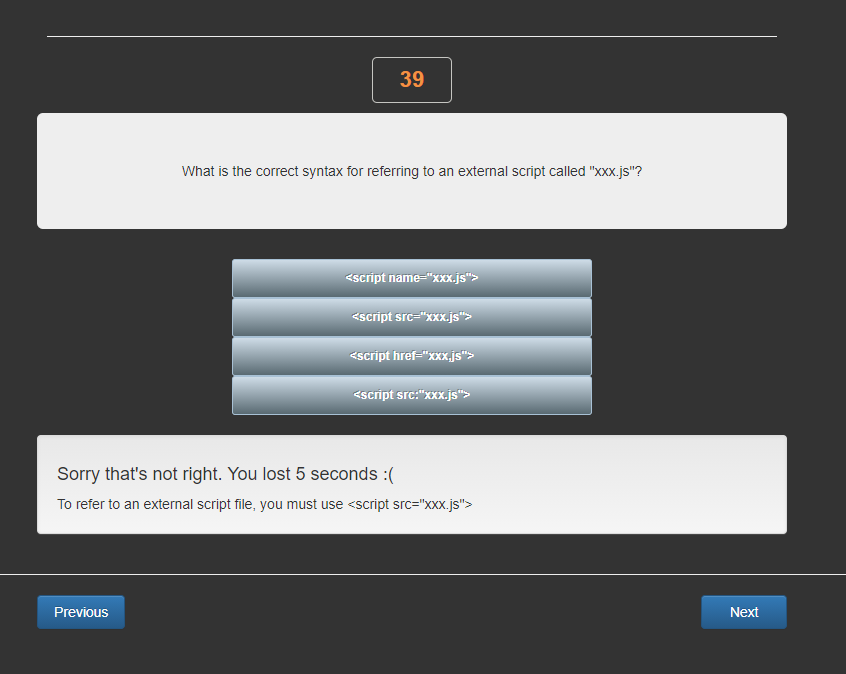 39
What is the correct syntax for referring to an external script called "xxx.js"?
<script name="xxx.js">
<script src="xxx.js">
<script href="xxx,js">
<script src:"xxx.js">
Sorry that's not right. You lost 5 seconds :(
To refer to an external script file, you must use <script src="xxx.js">
Previous
Next